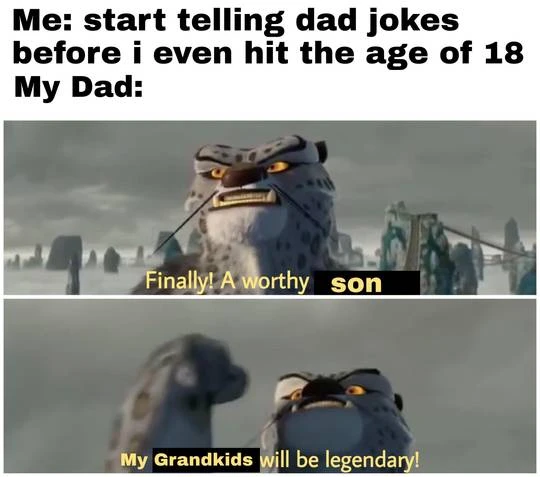 Me: start telling dad jokes
before i even hit the age of 18
My Dad:
Finally! A worthy son
My Grandkids will be legendary!